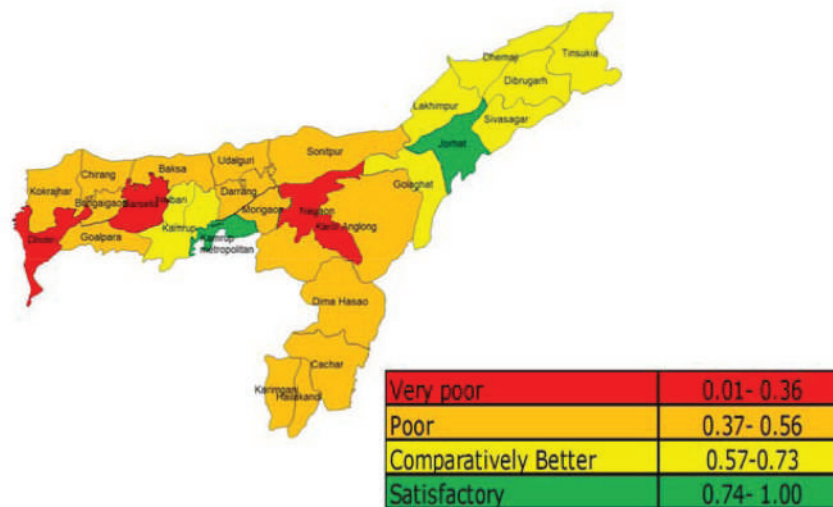 Dhemaji
Tinsukia
Dibrugarh
Lakhimpur
Sivasagar
Jorhat
Sonitpur
Udalguri
Baksa
Chirang
Kokrajhar
Golaghat
Darrang
Morigaon
Nagaon
Barpeta
Kamrup
Goalpara
Karbi Anglong
Kamrup
metropolitan
Dima Hasao
Cachar
Karimganj
Hailakandi
Very poor 0.01- 0.36
Poor 0.37- 0.56
Comparatively Better 0.57-0.73
Satisfactory 0.74- 1.00